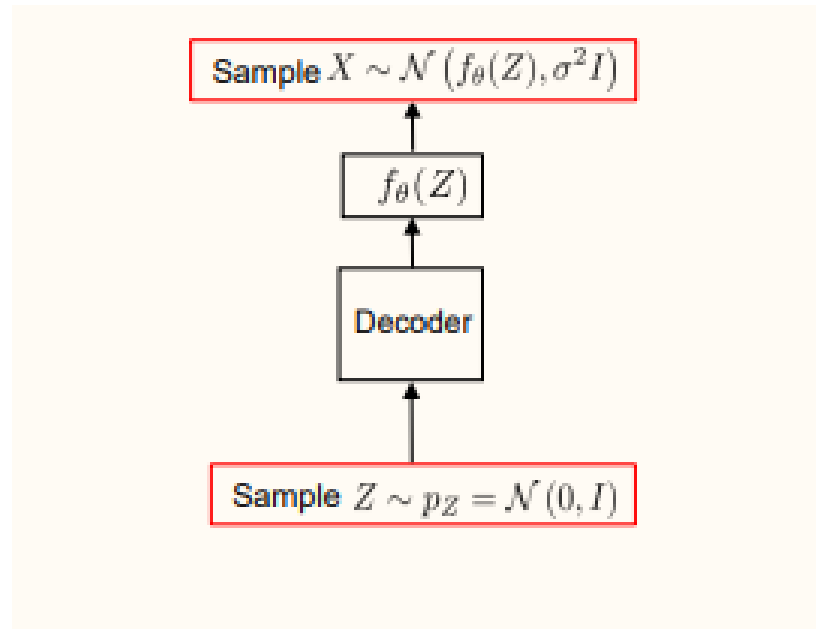 Sample X ∼ 𝒩(f_θ(Z), σ²I)
f_θ(Z)
Decoder
Sample Z ∼ p_Z = 𝒩(0, I)